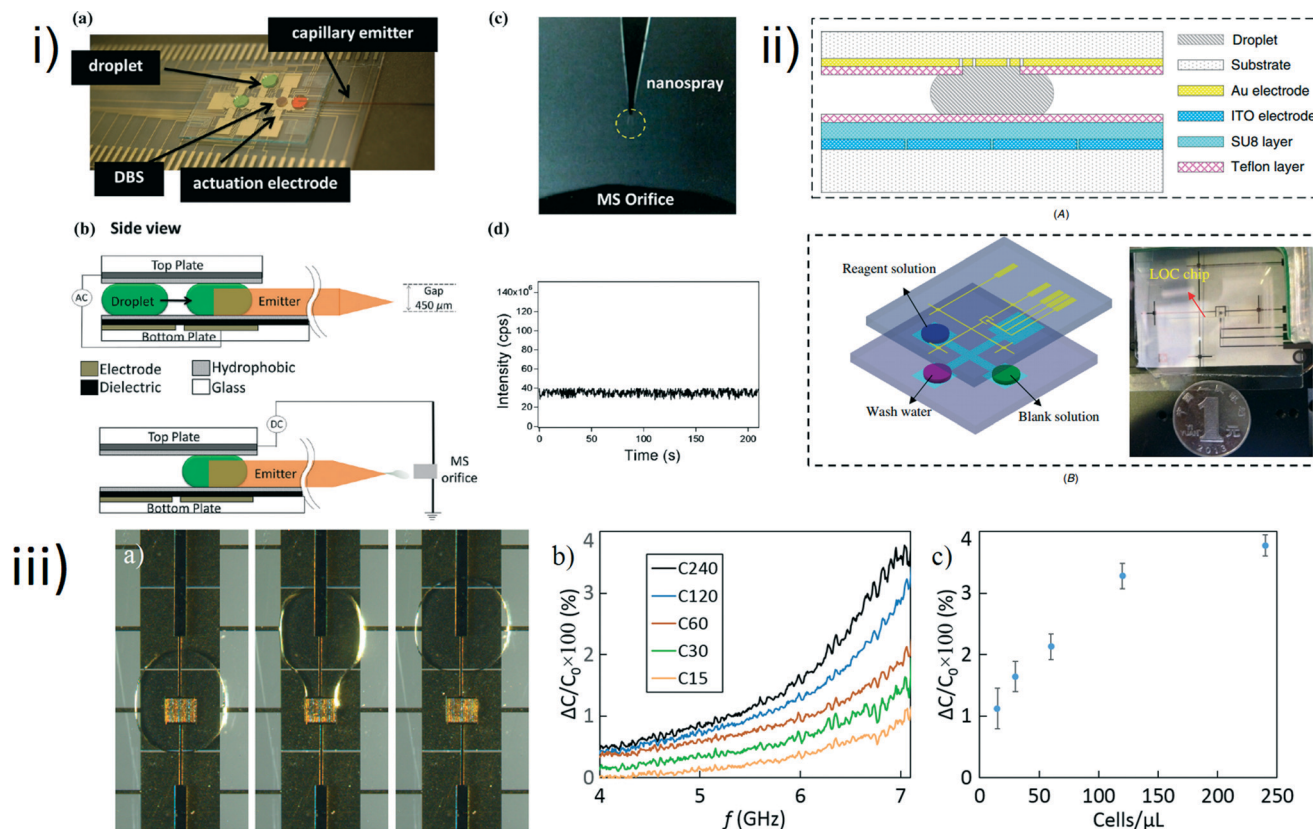 i)
(a)
capillary emitter
droplet
DBS
actuation electrode
(c)
nanospray
MS Orifice
(b) Side view
Top Plate
AC
Droplet
Emitter
Gap
450 μm
Bottom Plate
Electrode
Hydrophobic
Dielectric
Glass
DC
Top Plate
Emitter
MS
orifice
Bottom Plate
(d)
Intensity (cps)
140x10⁶
120
100
80
60
40
20
0
0
50
100
150
200
Time (s)
ii)
Droplet
Substrate
Au electrode
ITO electrode
SU8 layer
Teflon layer
(A)
Reagent solution
Wash water
Blank solution
LOC chip
1
元
2013
(B)
iii)
a)
b)
ΔC/C₀×100 (%)
4
3
2
1
0
C240
C120
C60
C30
C15
4
5
6
7
f (GHz)
c)
ΔC/C₀×100 (%)
4
3
2
1
0
0
50
100
150
200
250
Cells/μL